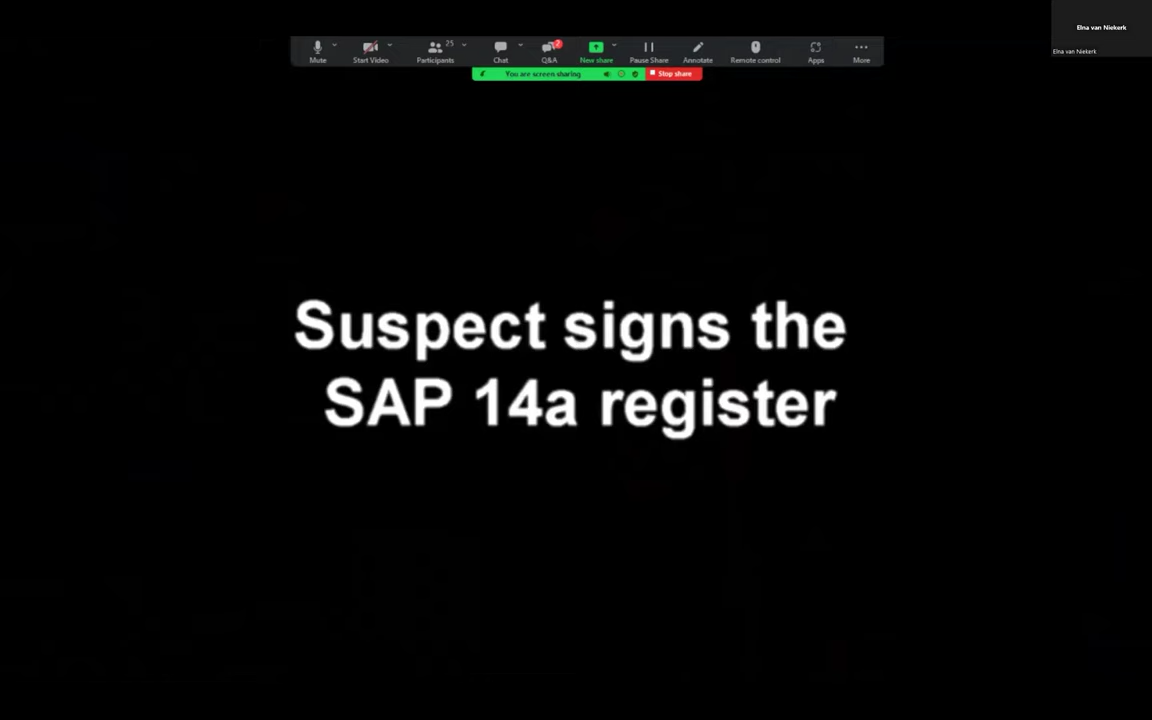 Elna van Niekerk
Elna van Niekerk
25
2
Mute
Start Video
Participants
Chat
Q&A
New share
Pause Share
Annotate
Remote control
Apps
More
You are screen sharing
Stop share
Suspect signs the
SAP 14a register